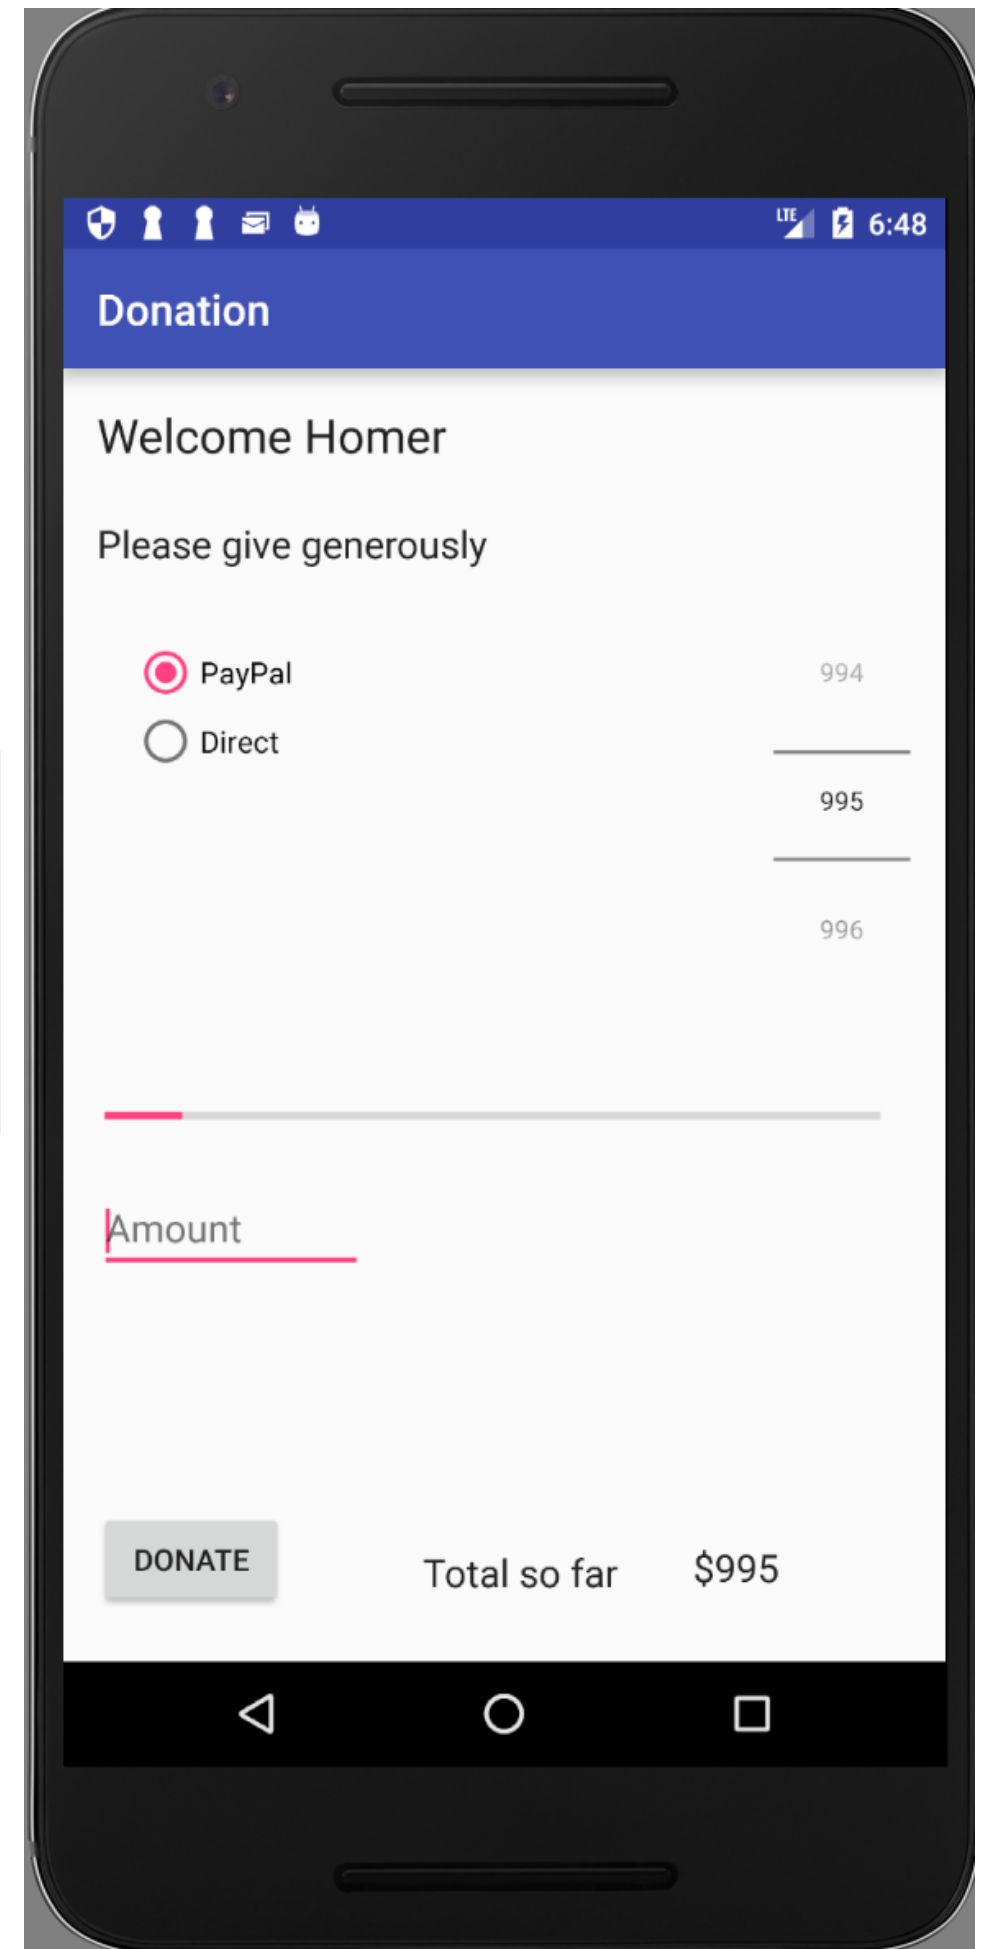 LTE 6:48
Donation
Welcome Homer
Please give generously
PayPal
Direct
994
995
996
Amount
DONATE
Total so far $995